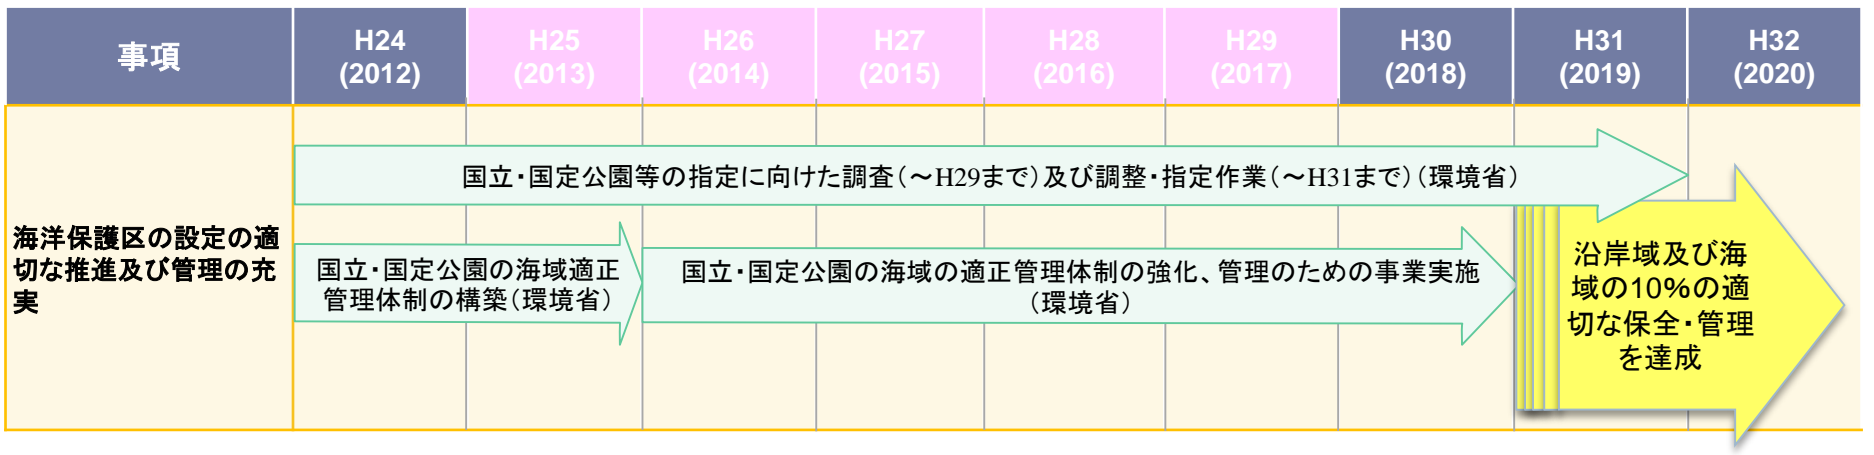 事項
H24
(2012)
H25
(2013)
H26
(2014)
H27
(2015)
H28
(2016)
H29
(2017)
H30
(2018)
H31
(2019)
H32
(2020)
海洋保護区の設定の適
切な推進及び管理の充
実
国立・国定公園等の指定に向けた調査（～H29まで）及び調整・指定作業（～H31まで）（環境省）
国立・国定公園の海域適正
管理体制の構築（環境省）
国立・国定公園の海域の適正管理体制の強化、管理のための事業実施
（環境省）
沿岸域及び海
域の10%の適
切な保全・管理
を達成